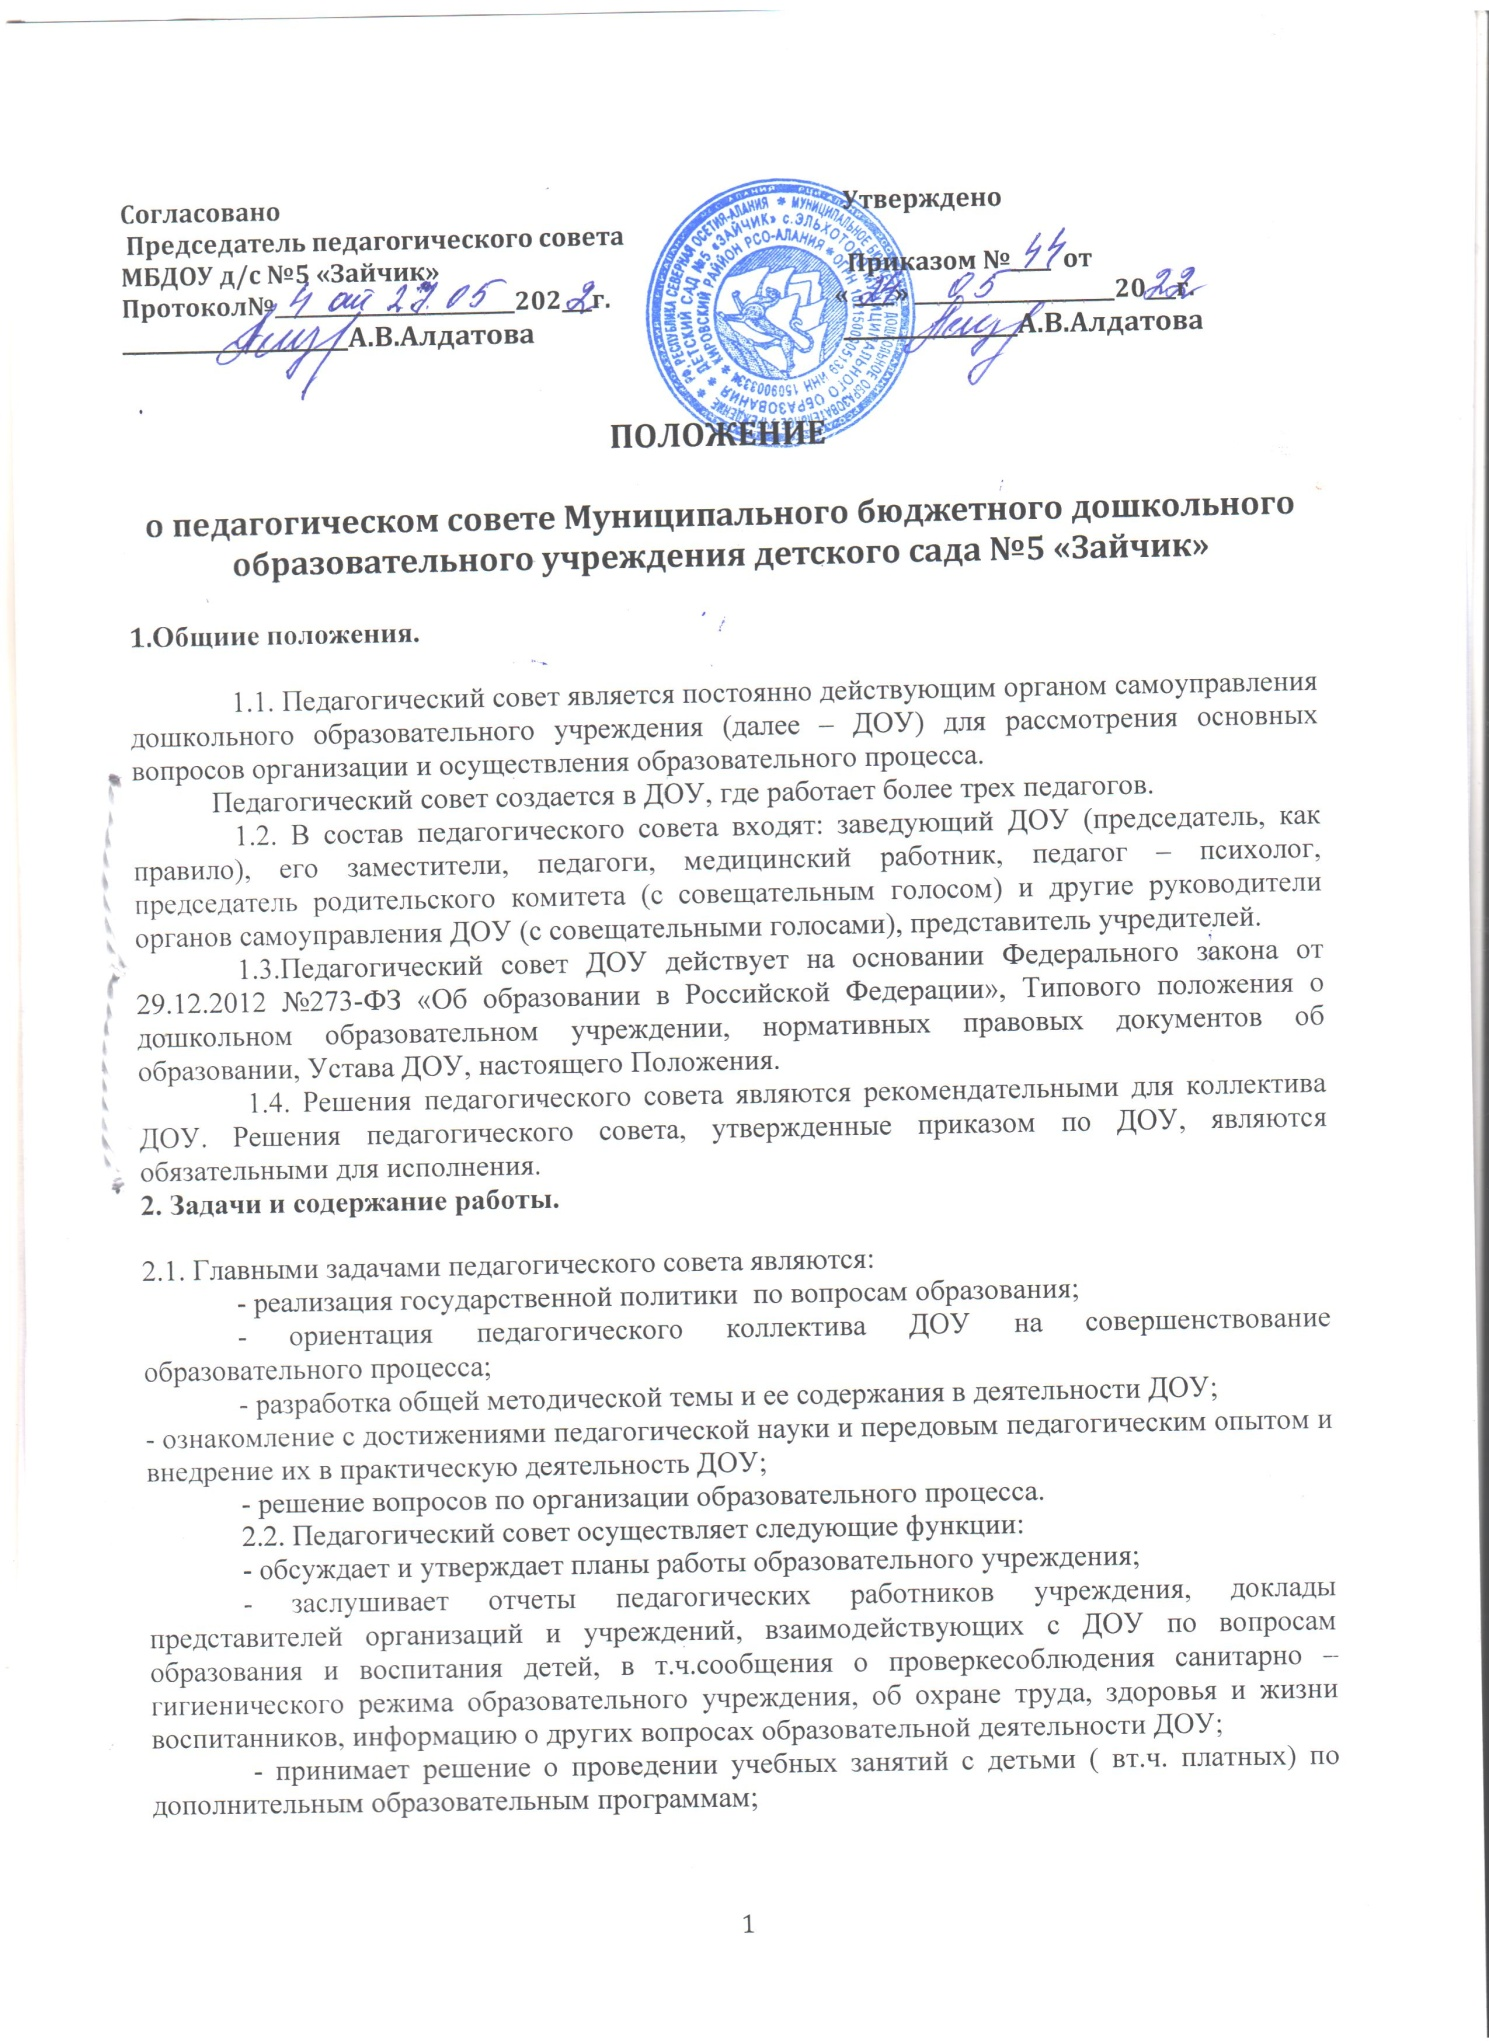 Согласовано
Председатель педагогического совета
МБДОУ д/с №5 «Зайчик»
Протокол№ 4 от 27.05 2022г.
А.В.Алдатова
Утверждено
Приказом № 44 от
« » 05 2022г.
А.В.Алдатова
ПОЛОЖЕНИЕ
о педагогическом совете Муниципального бюджетного дошкольного
образовательного учреждения детского сада №5 «Зайчик»
1.Общиие положения.
1.1. Педагогический совет является постоянно действующим органом самоуправления
дошкольного образовательного учреждения (далее – ДОУ) для рассмотрения основных
вопросов организации и осуществления образовательного процесса.
Педагогический совет создается в ДОУ, где работает более трех педагогов.
1.2. В состав педагогического совета входят: заведующий ДОУ (председатель, как
правило), его заместители, педагоги, медицинский работник, педагог – психолог,
председатель родительского комитета (с совещательным голосом) и другие руководители
органов самоуправления ДОУ (с совещательными голосами), представитель учредителей.
1.3.Педагогический совет ДОУ действует на основании Федерального закона от
29.12.2012 №273-ФЗ «Об образовании в Российской Федерации», Типового положения о
дошкольном образовательном учреждении, нормативных правовых документов об
образовании, Устава ДОУ, настоящего Положения.
1.4. Решения педагогического совета являются рекомендательными для коллектива
ДОУ. Решения педагогического совета, утвержденные приказом по ДОУ, являются
обязательными для исполнения.
2. Задачи и содержание работы.
2.1. Главными задачами педагогического совета являются:
- реализация государственной политики по вопросам образования;
- ориентация педагогического коллектива ДОУ на совершенствование
образовательного процесса;
- разработка общей методической темы и ее содержания в деятельности ДОУ;
- ознакомление с достижениями педагогической науки и передовым педагогическим опытом и
внедрение их в практическую деятельность ДОУ;
- решение вопросов по организации образовательного процесса.
2.2. Педагогический совет осуществляет следующие функции:
- обсуждает и утверждает планы работы образовательного учреждения;
- заслушивает отчеты педагогических работников учреждения, доклады
представителей организаций и учреждений, взаимодействующих с ДОУ по вопросам
образования и воспитания детей, в т.ч.сообщения о проверкесоблюдения санитарно –
гигиенического режима образовательного учреждения, об охране труда, здоровья и жизни
воспитанников, информацию о других вопросах образовательной деятельности ДОУ;
- принимает решение о проведении учебных занятий с детьми ( вт.ч. платных) по
дополнительным образовательным программам;
1